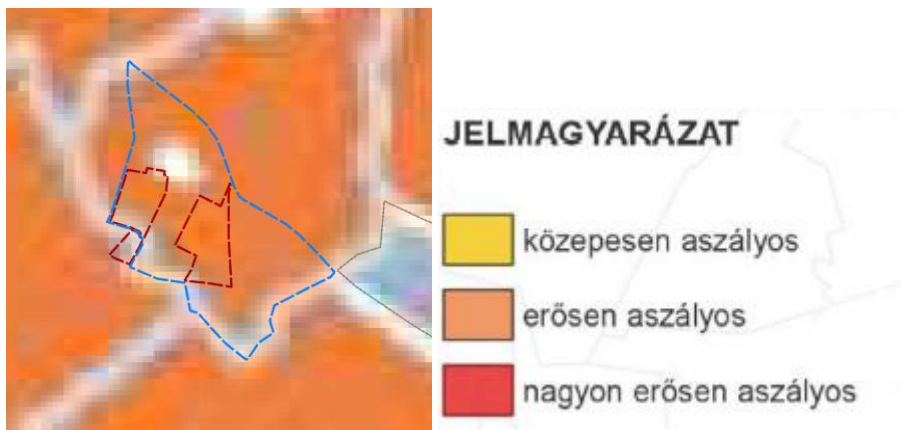 JELMAGYARÁZAT
közepesen aszályos
erősen aszályos
nagyon erősen aszályos